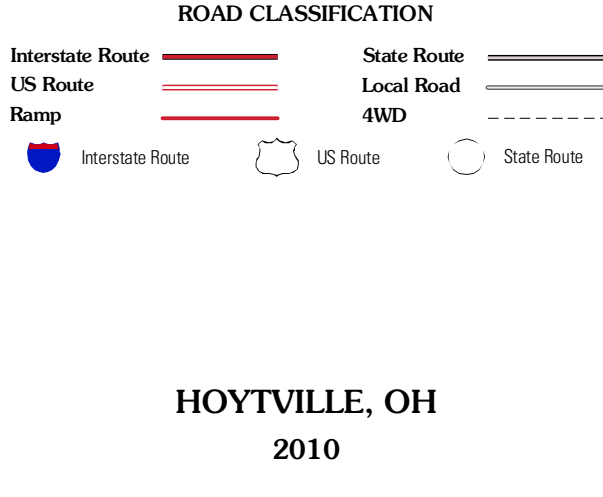 ROAD CLASSIFICATION
Interstate Route State Route
US Route Local Road
Ramp 4WD
Interstate Route US Route State Route
HOYTVILLE, OH
2010